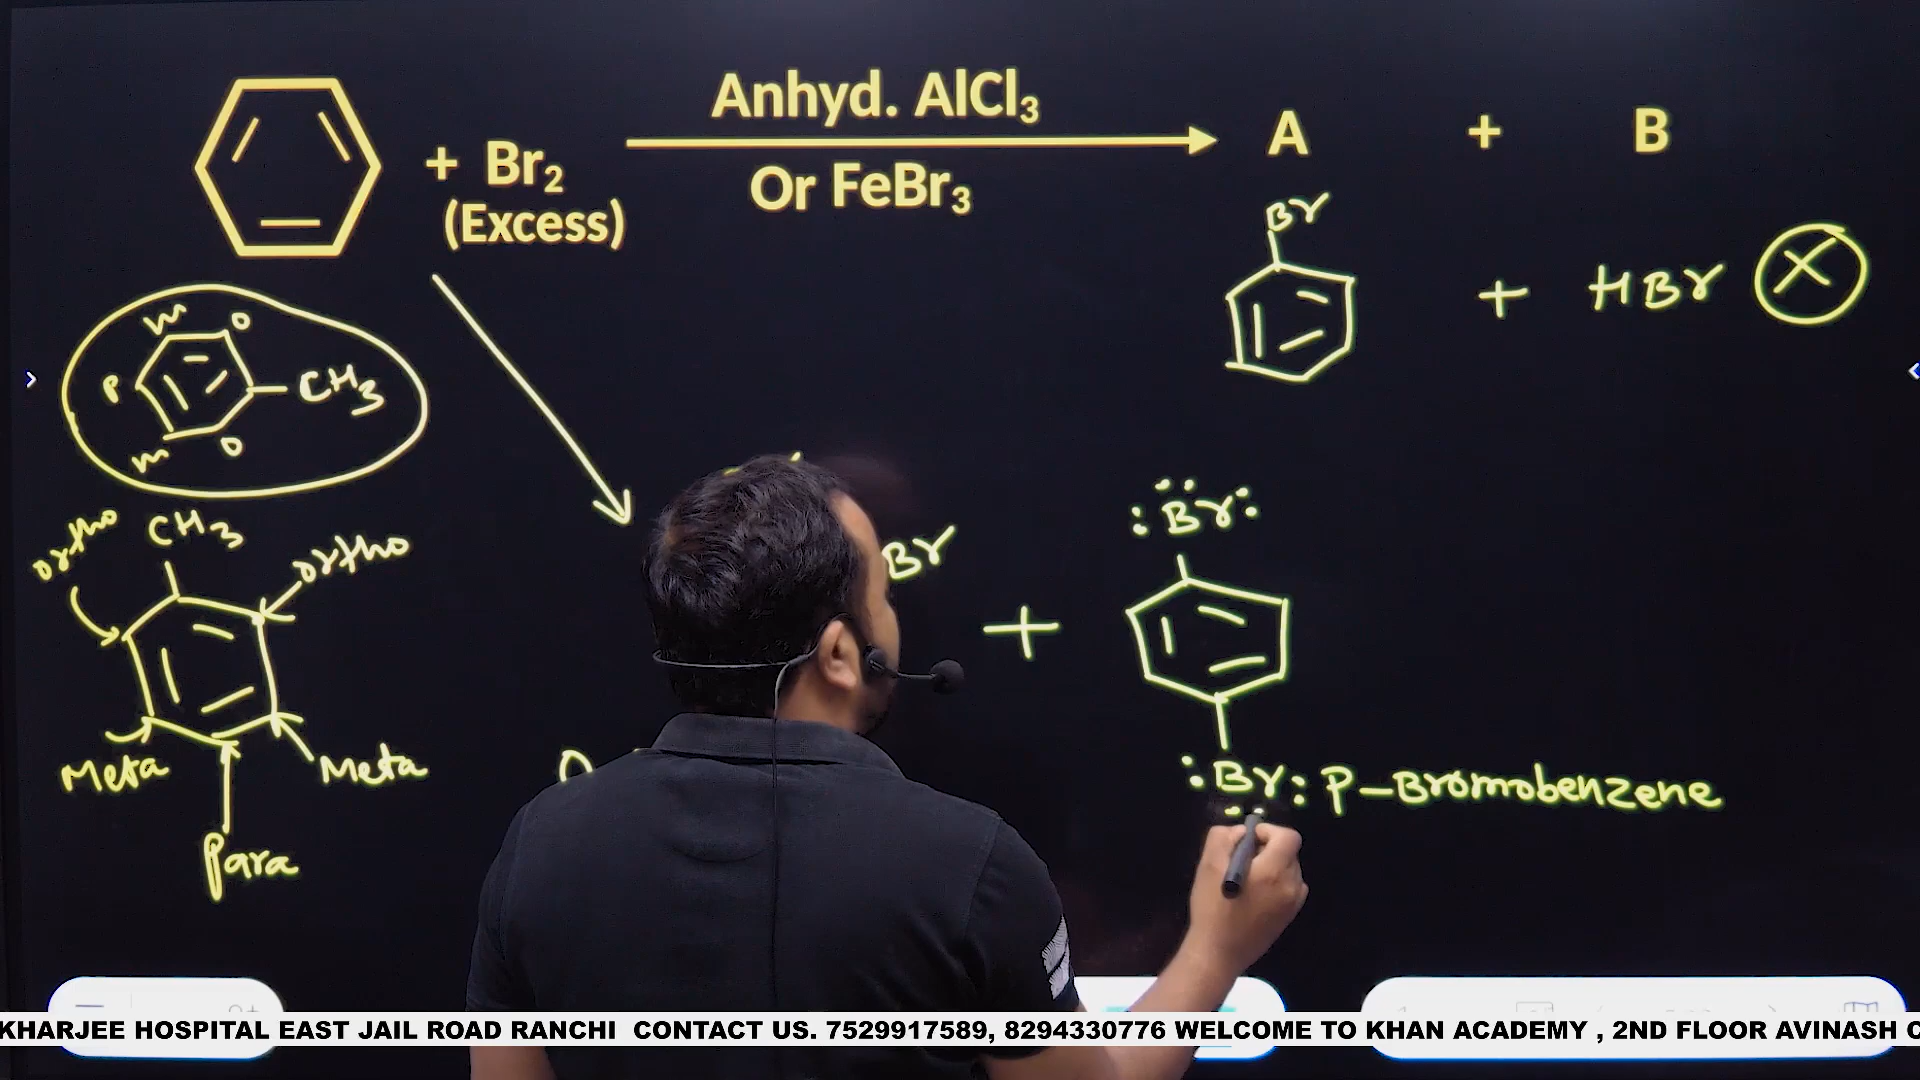 Anhyd. AlCl₃
+ Br₂
(Excess)
Or FeBr₃
A + B
Br
+ HBr
m o
p
CH3
m o
ortho CH3 ortho
Meta Meta
Para
Br
+
:Br:
:Br: P-Bromobenzene
KHARJEE HOSPITAL EAST JAIL ROAD RANCHI CONTACT US. 7529917589, 8294330776 WELCOME TO KHAN ACADEMY , 2ND FLOOR AVINASH